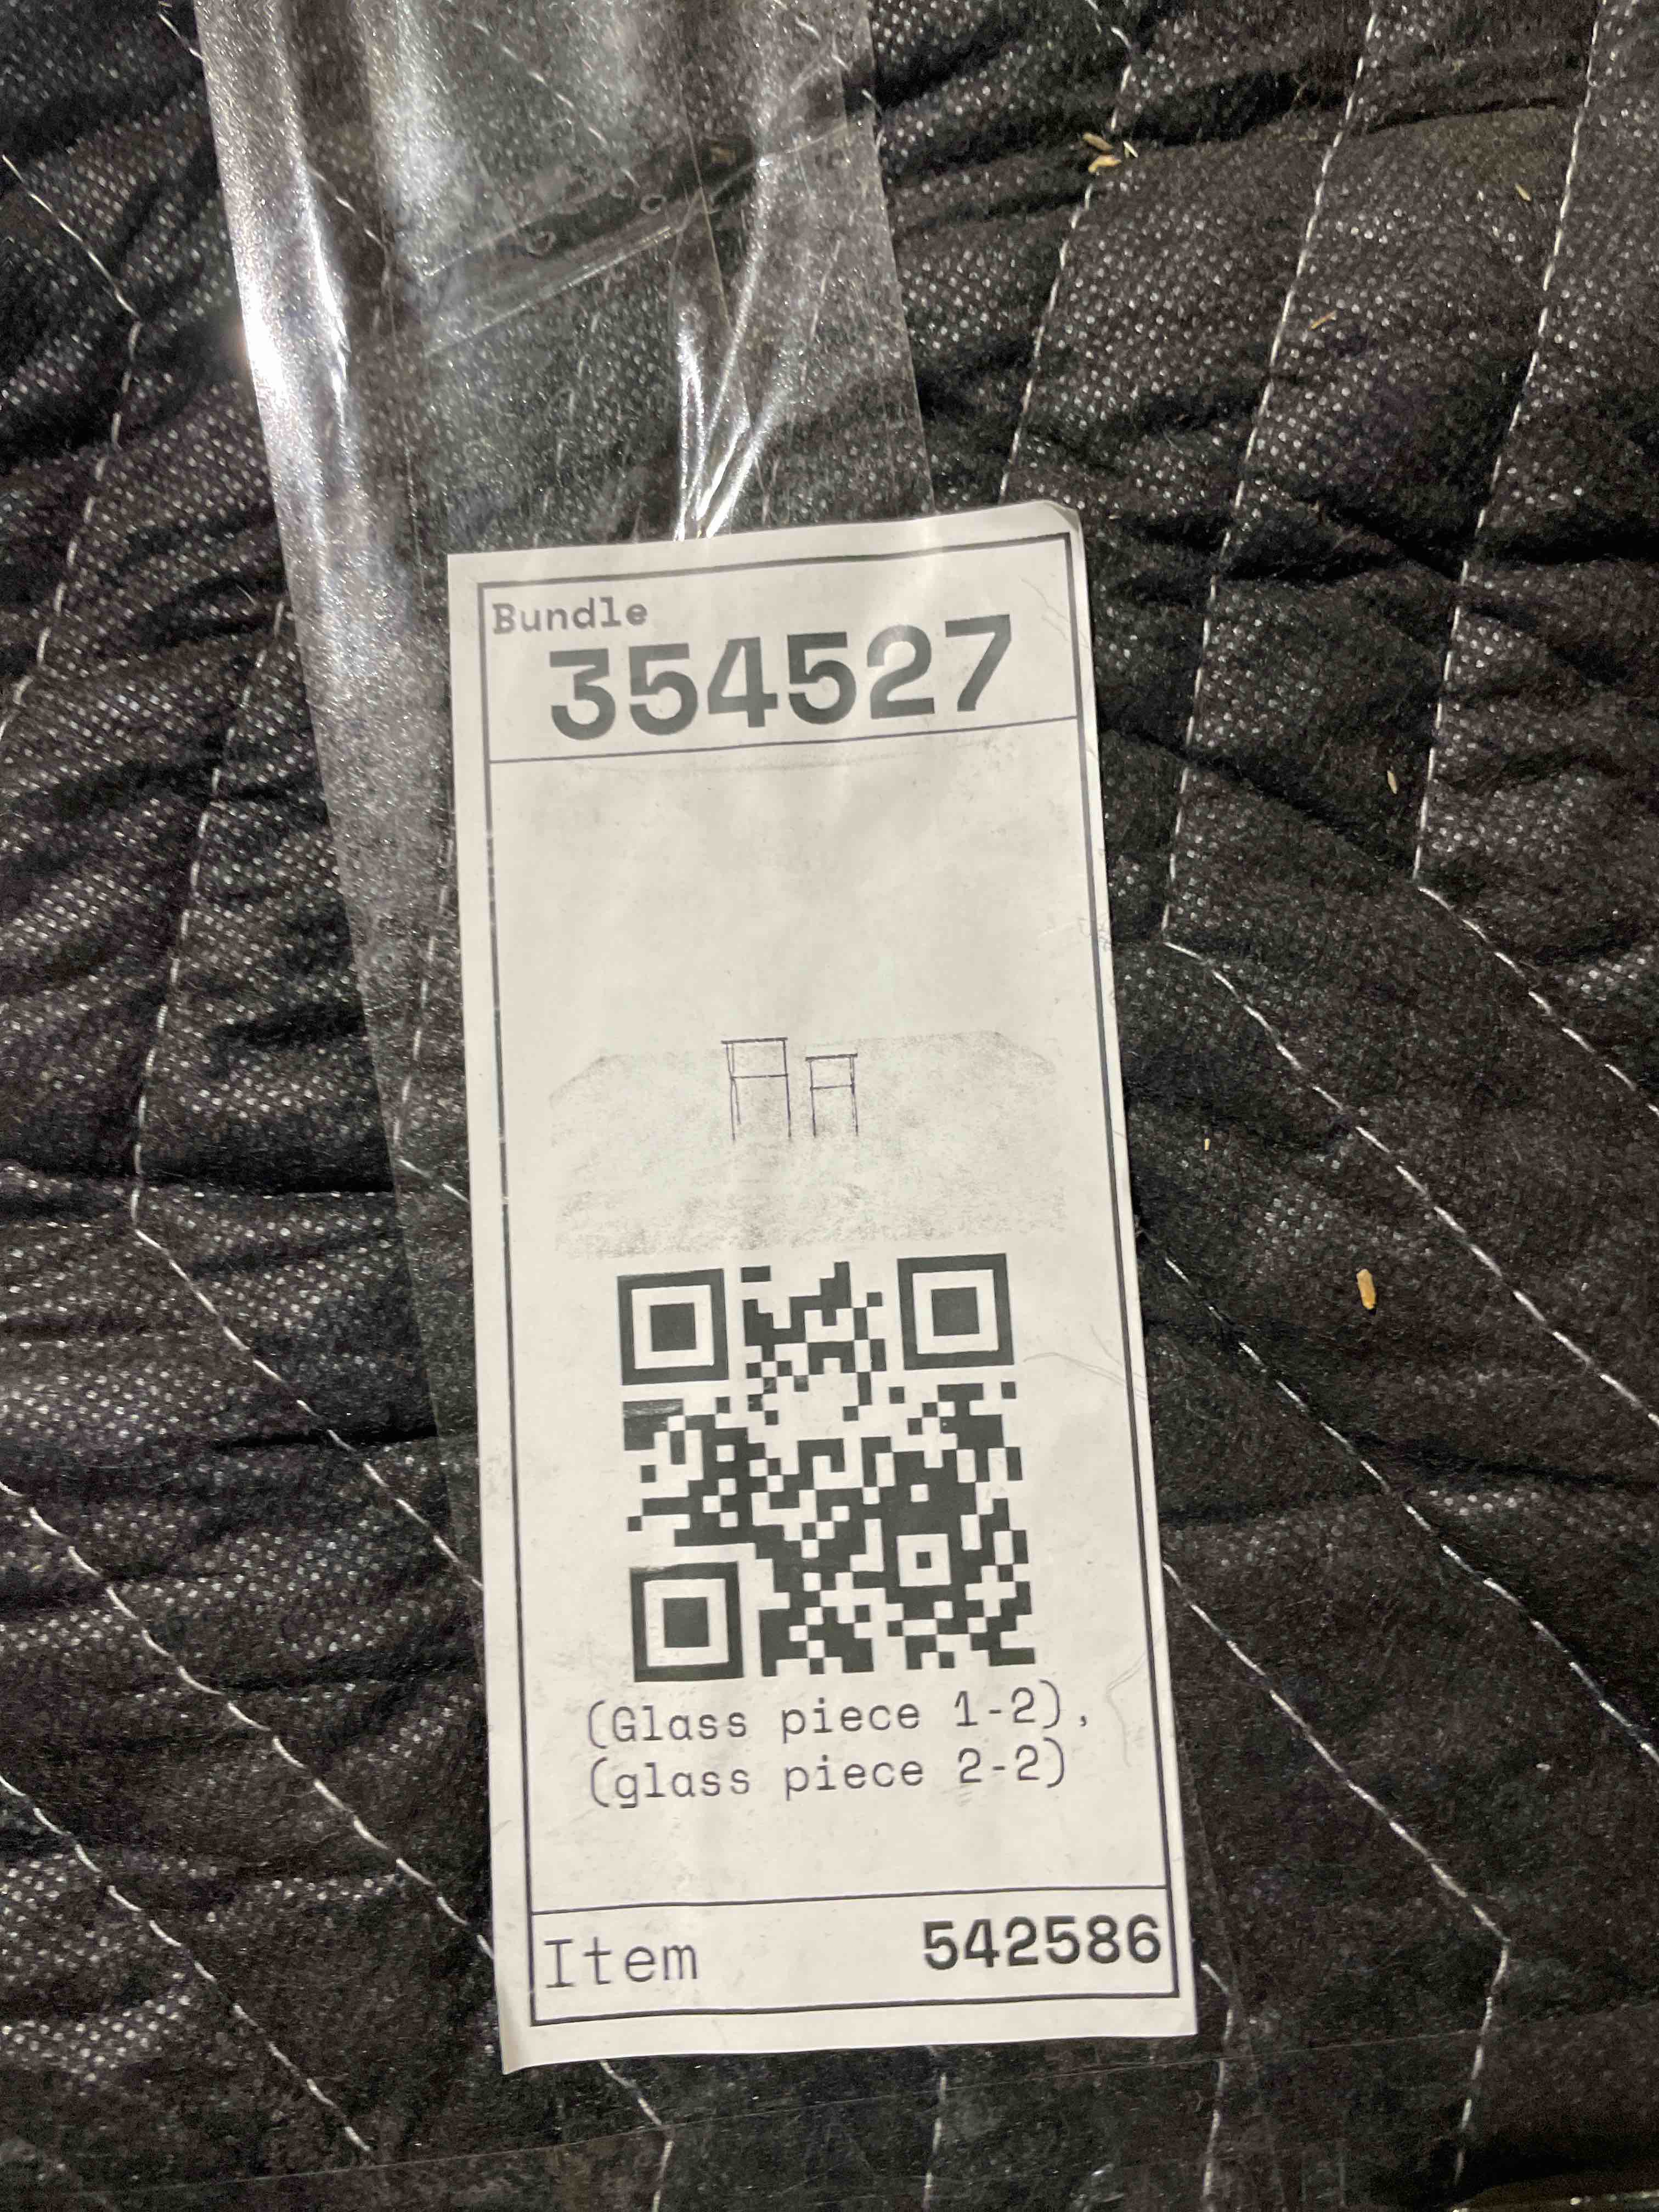 Bundle
354527
(Glass piece 1-2),
(glass piece 2-2)
Item 542586